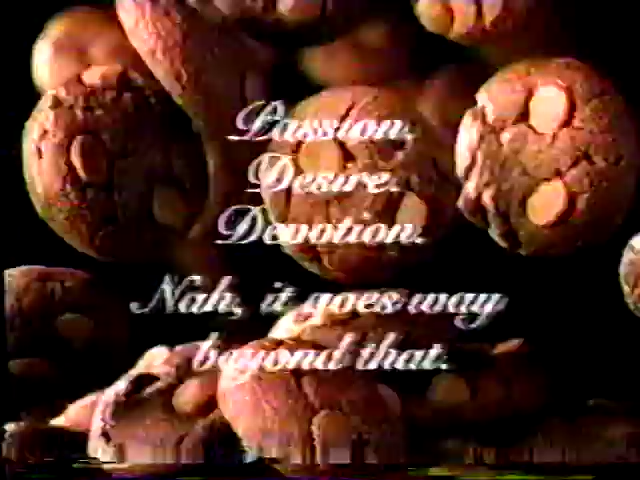 Passion.
Desire.
Devotion.
Nah, it goes way
beyond that.